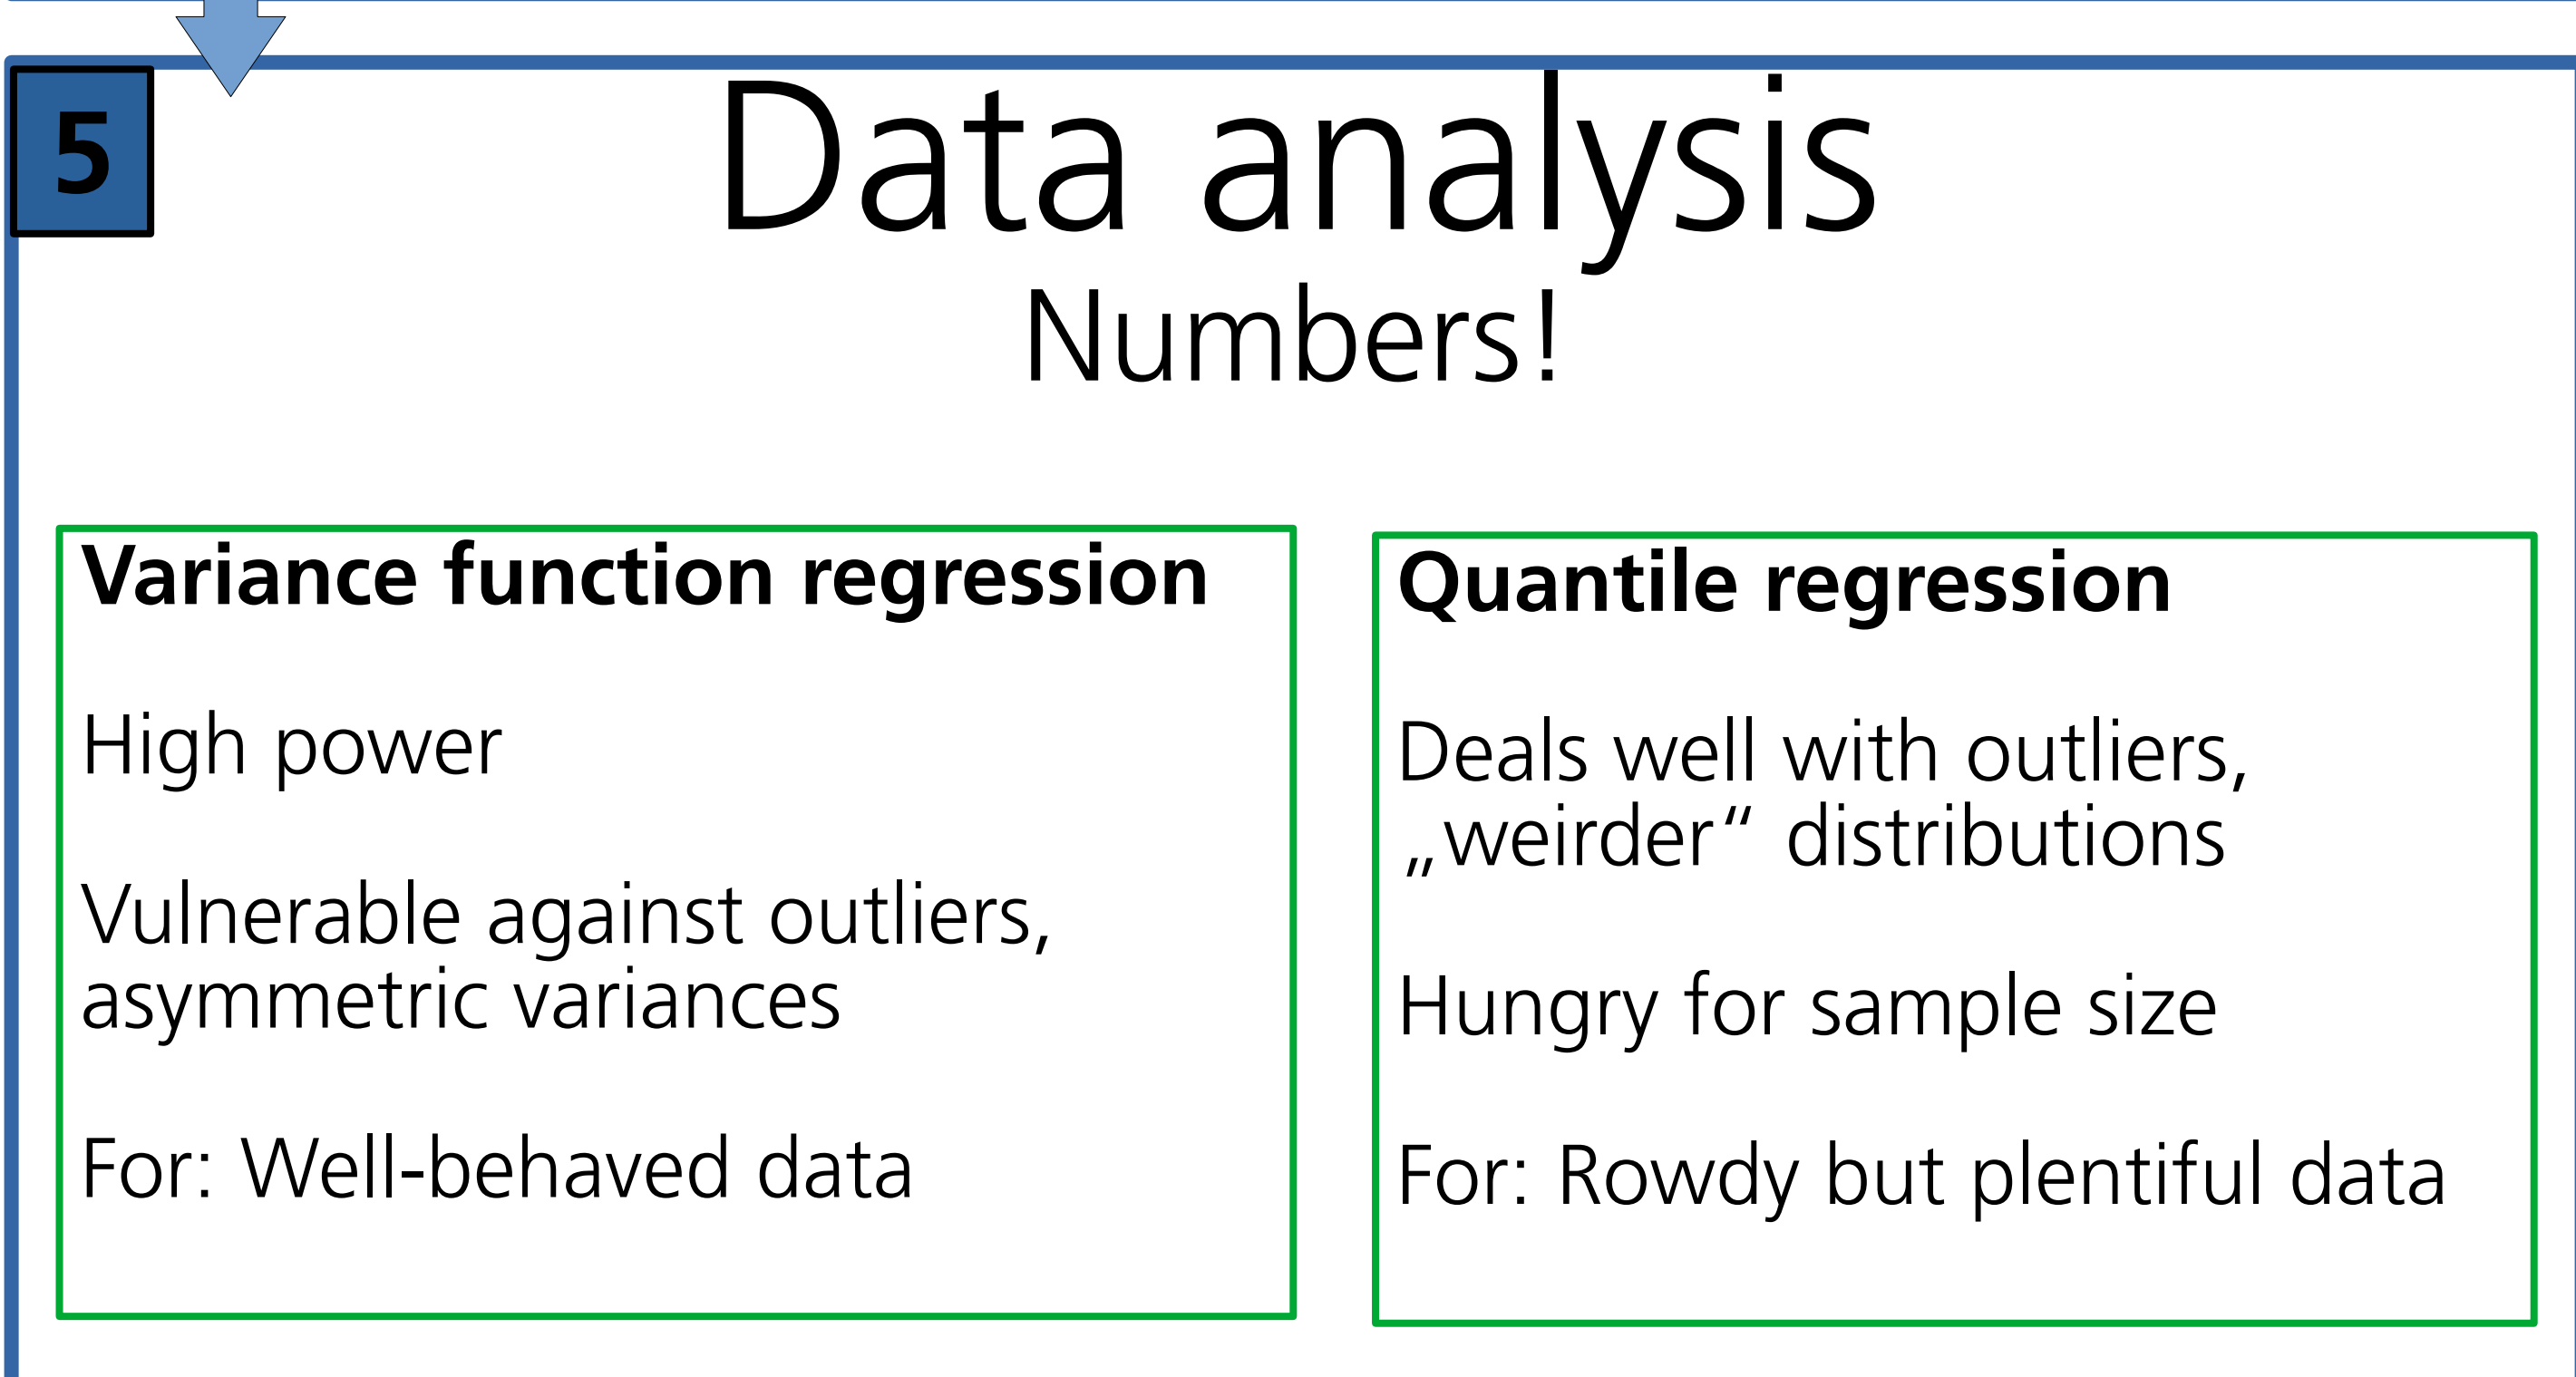 5
Data analysis
Numbers!
Variance function regression
High power
Vulnerable against outliers,
asymmetric variances
For: Well-behaved data
Quantile regression
Deals well with outliers,
„weirder“ distributions
Hungry for sample size
For: Rowdy but plentiful data